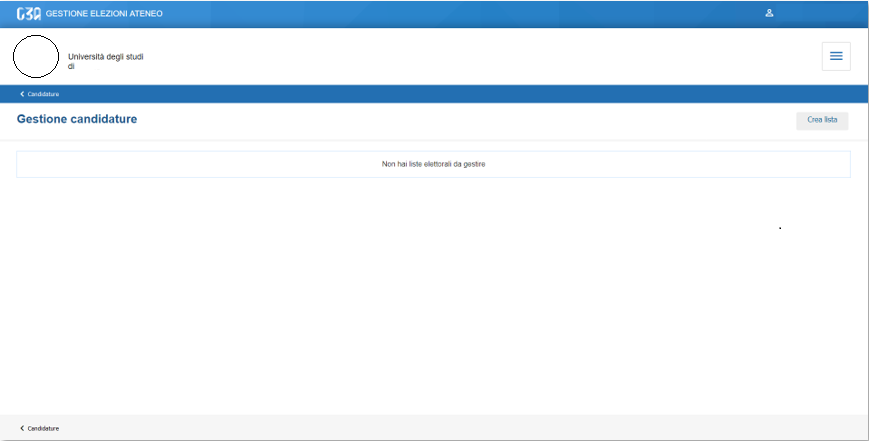 G3A GESTIONE ELEZIONI ATENEO
Università degli studi
di
Candidature
Gestione candidature
Crea lista
Non hai liste elettorali da gestire
Candidature